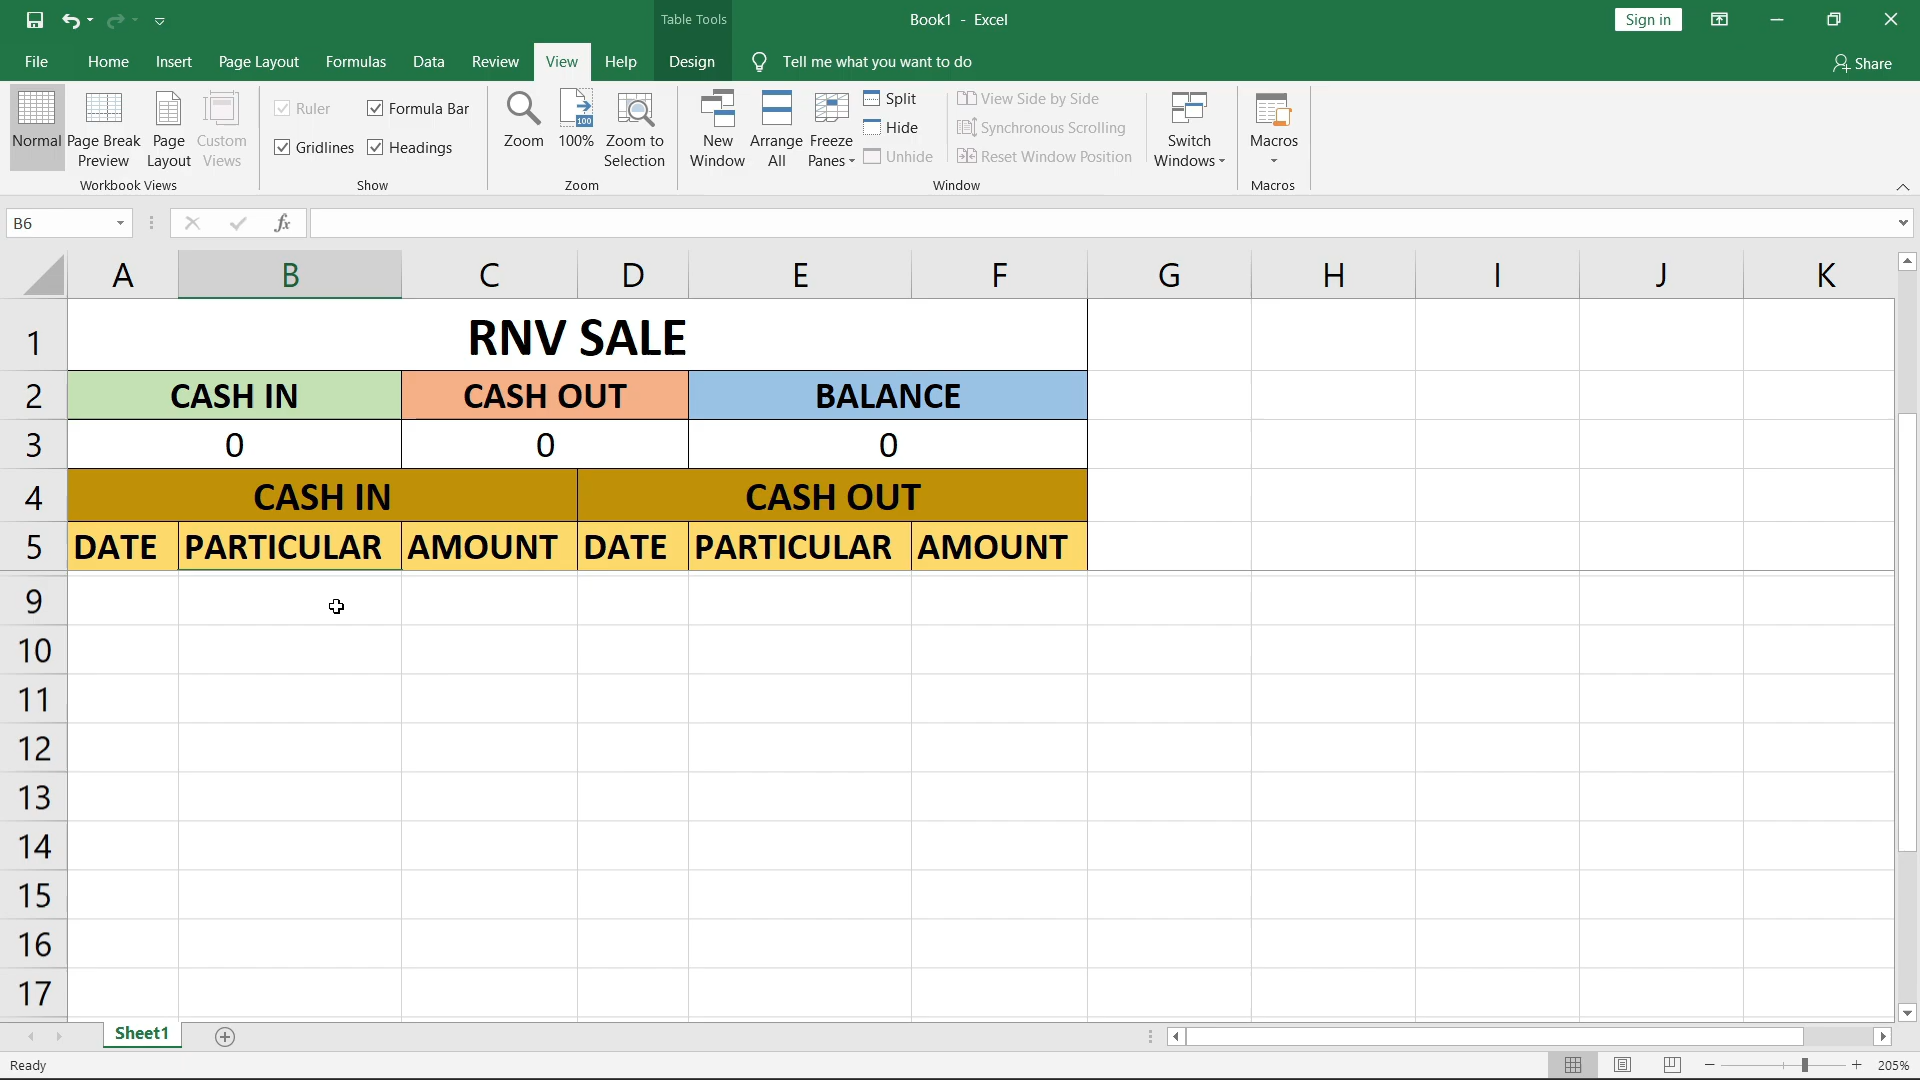 Table Tools
Book1 - Excel
Sign in
File Home Insert Page Layout Formulas Data Review View Help Design Tell me what you want to do Share
Normal
Page Break Preview
Page Layout
Custom Views
Workbook Views
Ruler
Formula Bar
Gridlines
Headings
Show
Zoom
100
100%
Zoom to Selection
Zoom
New Window
Arrange All
Freeze Panes
Split
Hide
Unhide
View Side by Side
Synchronous Scrolling
Reset Window Position
Window
Switch Windows
Macros
Macros
B6
fx
A B C D E F G H I J K
1 RNV SALE
2 CASH IN CASH OUT BALANCE
3 0 0 0
4 CASH IN CASH OUT
5 DATE PARTICULAR AMOUNT DATE PARTICULAR AMOUNT
9
10
11
12
13
14
15
16
17
Sheet1
Ready
205%